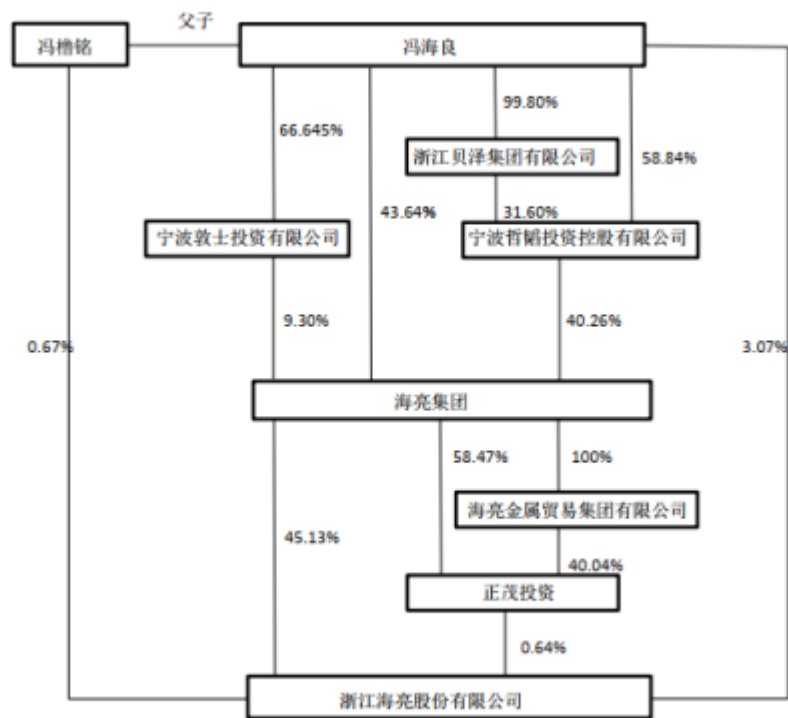 父子
冯橹铭
冯海良
99.80%
66.645%
浙江贝泽集团有限公司
58.84%
43.64%
31.60%
宁波敦士投资有限公司
宁波哲韬投资控股有限公司
9.30%
40.26%
0.67%
3.07%
海亮集团
58.47%
100%
海亮金属贸易集团有限公司
45.13%
40.04%
正茂投资
0.64%
浙江海亮股份有限公司